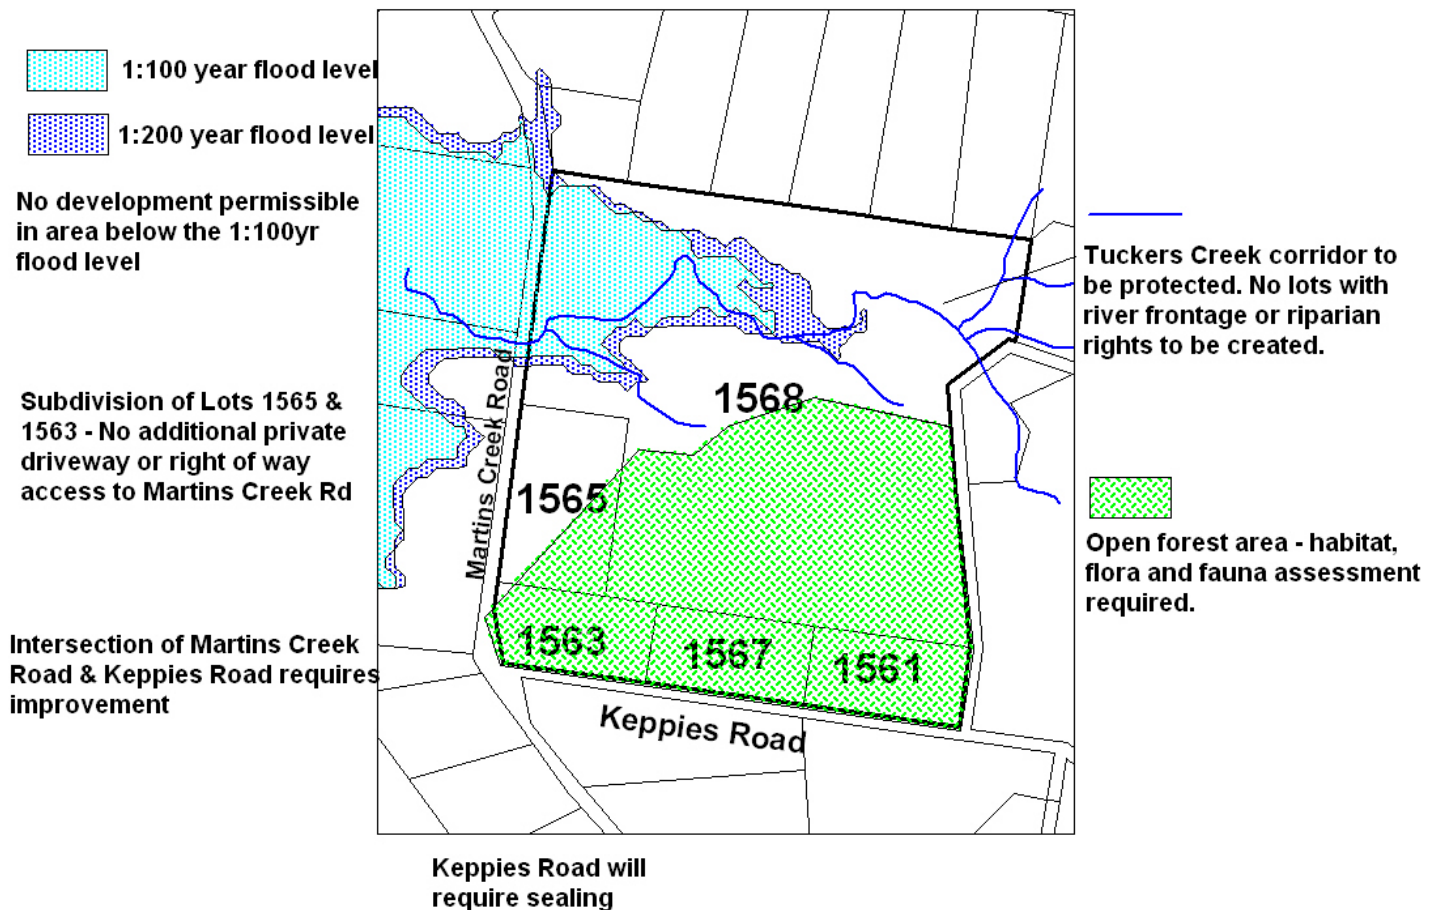 1:100 year flood level
1:200 year flood level
No development permissible
in area below the 1:100yr
flood level
Subdivision of Lots 1565 &
1563 - No additional private
driveway or right of way
access to Martins Creek Rd
Intersection of Martins Creek
Road & Keppies Road requires
improvement
1568
1565
Martins Creek Road
1563
1567
1561
Keppies Road
Tuckers Creek corridor to
be protected. No lots with
river frontage or riparian
rights to be created.
Open forest area - habitat,
flora and fauna assessment
required.
Keppies Road will
require sealing